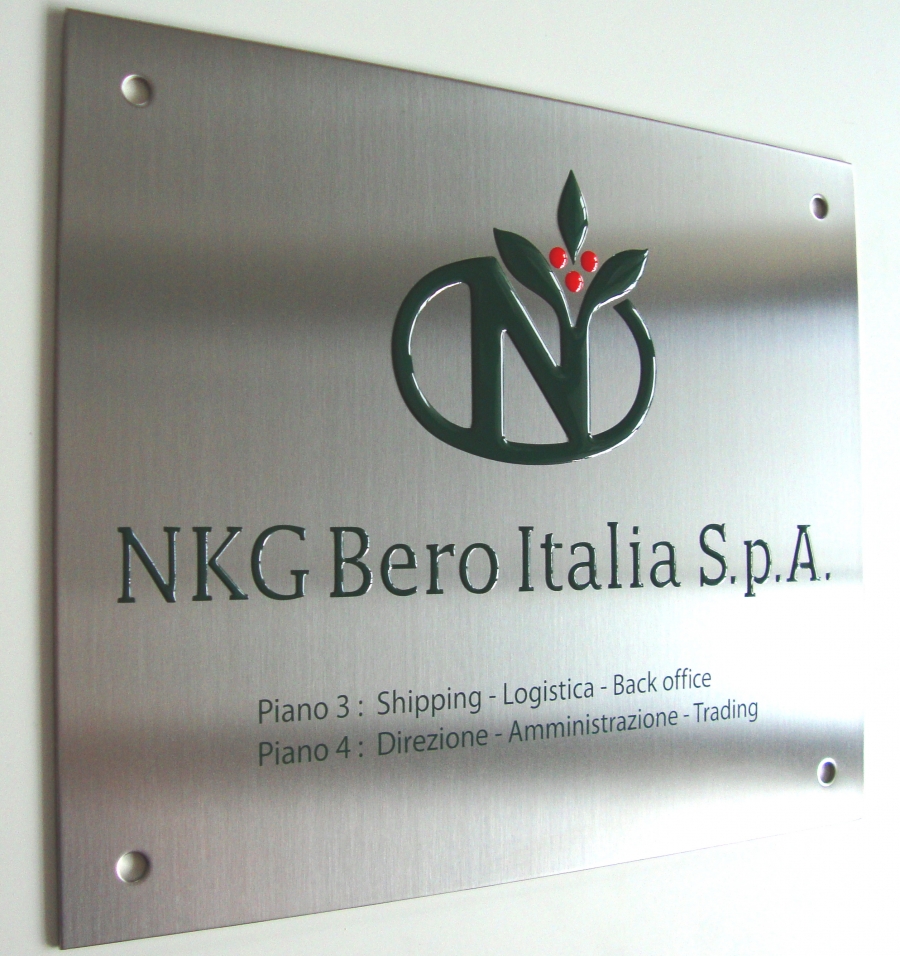 N
NKG Bero Italia S.p.A.
Piano 3 : Shipping - Logistica - Back office
Piano 4 : Direzione - Amministrazione - Trading